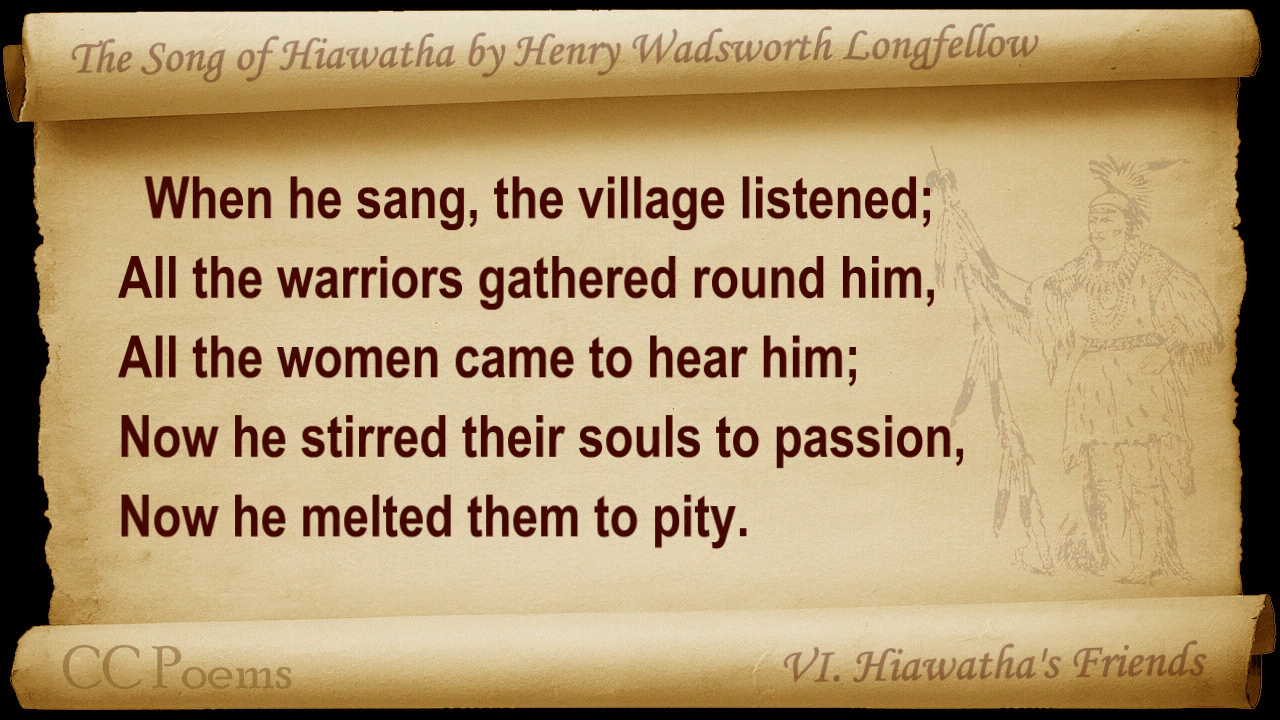 The Song of Hiawatha by Henry Wadsworth Longfellow
When he sang, the village listened;
All the warriors gathered round him,
All the women came to hear him;
Now he stirred their souls to passion,
Now he melted them to pity.
CC Poems
VI. Hiawatha's Friends